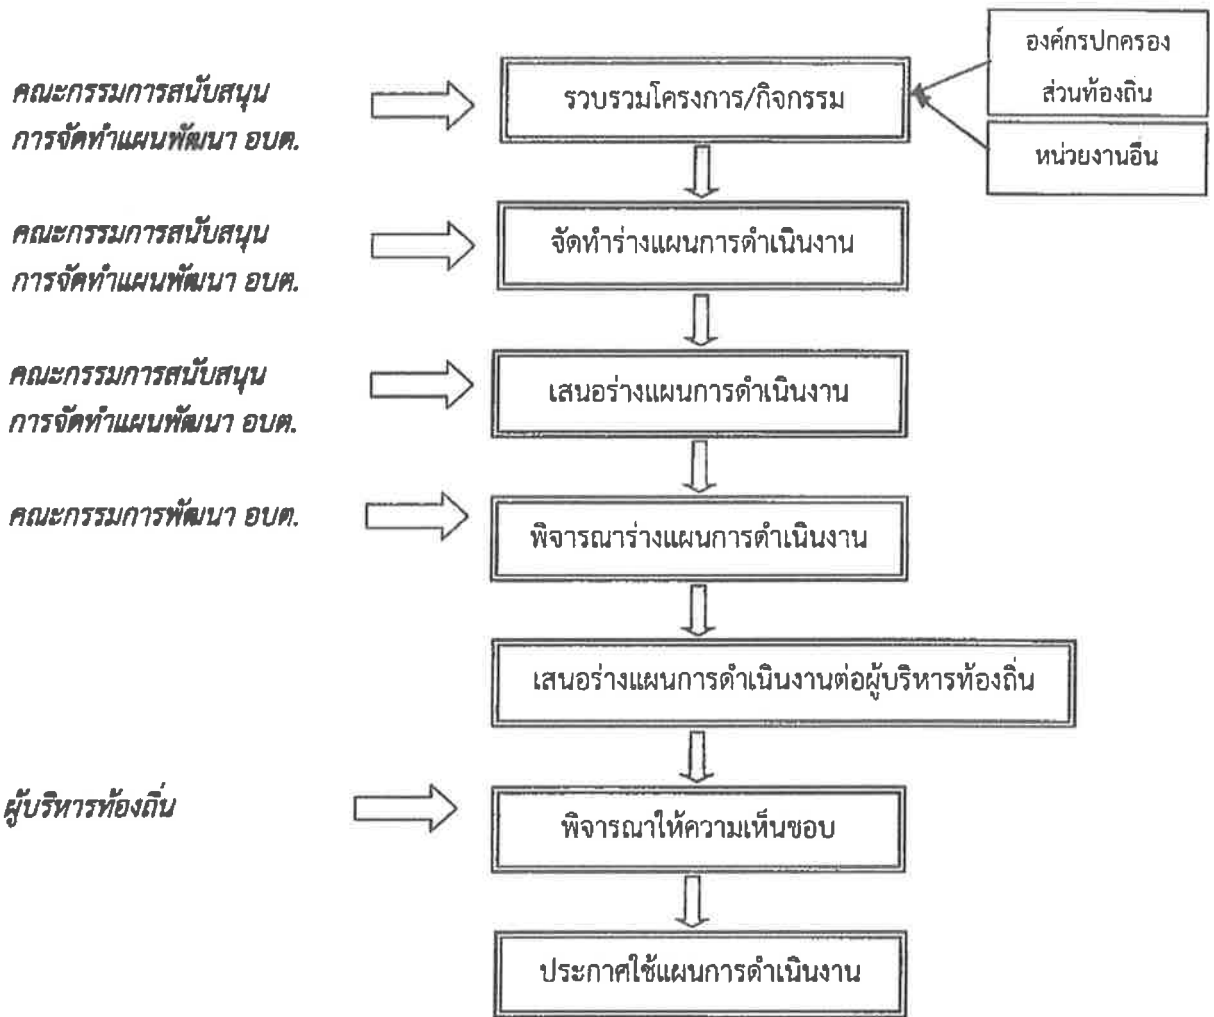 องค์กรปกครอง
ส่วนท้องถิ่น
หน่วยงานอื่น
คณะกรรมการสนับสนุน
การจัดทำแผนพัฒนา อบต.
รวบรวมโครงการ/กิจกรรม
คณะกรรมการสนับสนุน
การจัดทำแผนพัฒนา อบต.
จัดทำร่างแผนการดำเนินงาน
คณะกรรมการสนับสนุน
การจัดทำแผนพัฒนา อบต.
เสนอร่างแผนการดำเนินงาน
คณะกรรมการพัฒนา อบต.
พิจารณาร่างแผนการดำเนินงาน
เสนอร่างแผนการดำเนินงานต่อผู้บริหารท้องถิ่น
ผู้บริหารท้องถิ่น
พิจารณาให้ความเห็นชอบ
ประกาศใช้แผนการดำเนินงาน